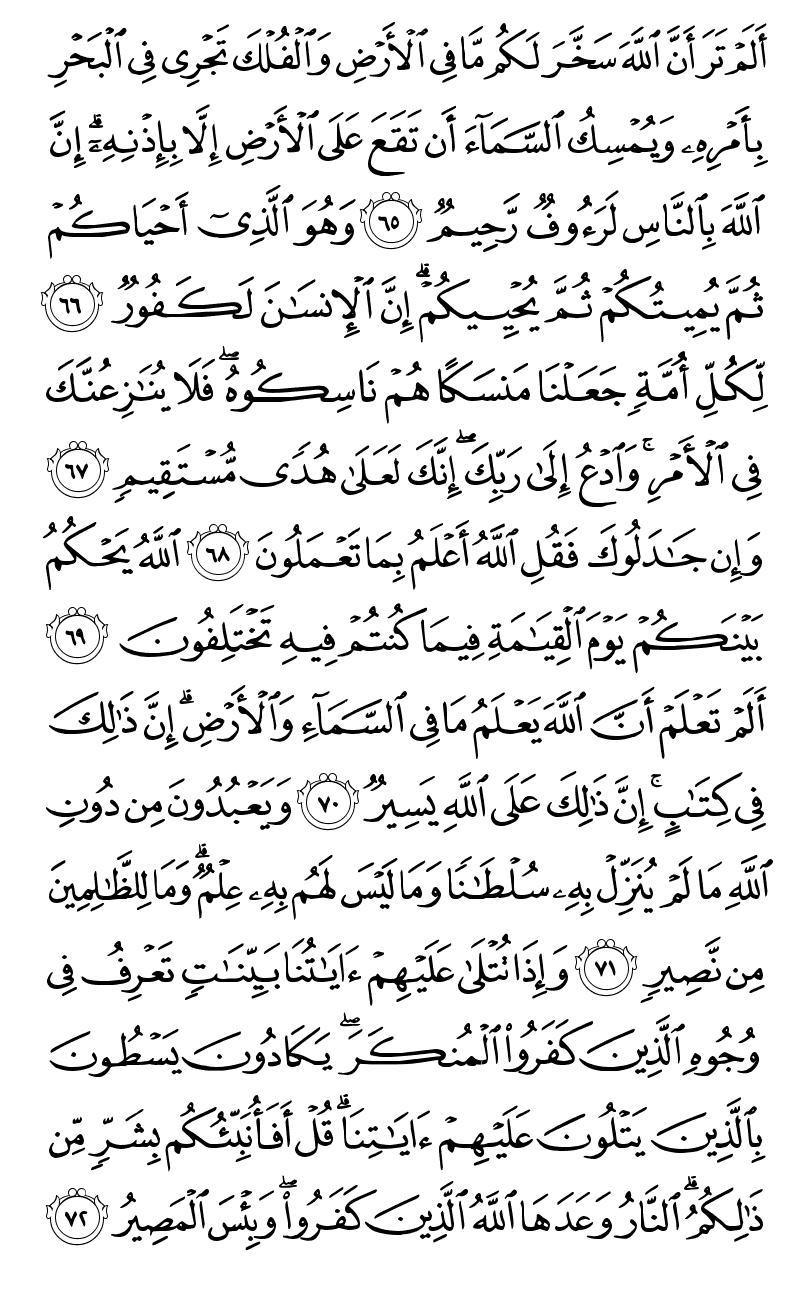 أَلَمْ تَرَ أَنَّ ٱللَّهَ سَخَّرَ لَكُم مَّا فِى ٱلْأَرْضِ وَٱلْفُلْكَ تَجْرِى فِى ٱلْبَحْرِ
بِأَمْرِهِۦ وَيُمْسِكُ ٱلسَّمَآءَ أَن تَقَعَ عَلَى ٱلْأَرْضِ إِلَّا بِإِذْنِهِۦٓ ۗ إِنَّ
ٱللَّهَ بِٱلنَّاسِ لَرَءُوفٌ رَّحِيمٌ ٦٥ وَهُوَ ٱلَّذِىٓ أَحْيَاكُمْ
ثُمَّ يُمِيتُكُمْ ثُمَّ يُحْيِيكُمْ ۗ إِنَّ ٱلْإِنسَٰنَ لَكَفُورٌ ٦٦
لِّكُلِّ أُمَّةٍ جَعَلْنَا مَنسَكًا هُمْ نَاسِكُوهُ ۖ فَلَا يُنَٰزِعُنَّكَ
فِى ٱلْأَمْرِ ۚ وَٱدْعُ إِلَىٰ رَبِّكَ ۖ إِنَّكَ لَعَلَىٰ هُدًى مُّسْتَقِيمٍ ٦٧
وَإِن جَٰدَلُوكَ فَقُلِ ٱللَّهُ أَعْلَمُ بِمَا تَعْمَلُونَ ٦٨ ٱللَّهُ يَحْكُمُ
بَيْنَكُمْ يَوْمَ ٱلْقِيَٰمَةِ فِيمَا كُنتُمْ فِيهِ تَخْتَلِفُونَ ٦٩
أَلَمْ تَعْلَمْ أَنَّ ٱللَّهَ يَعْلَمُ مَا فِى ٱلسَّمَآءِ وَٱلْأَرْضِ ۗ إِنَّ ذَٰلِكَ
فِى كِتَٰبٍ ۚ إِنَّ ذَٰلِكَ عَلَى ٱللَّهِ يَسِيرٌ ٧٠ وَيَعْبُدُونَ مِن دُونِ
ٱللَّهِ مَا لَمْ يُنَزِّلْ بِهِۦ سُلْطَٰنًا وَمَا لَيْسَ لَهُم بِهِۦ عِلْمٌ ۗ وَمَا لِلظَّٰلِمِينَ
مِن نَّصِيرٍ ٧١ وَإِذَا تُتْلَىٰ عَلَيْهِمْ ءَايَٰتُنَا بَيِّنَٰتٍ تَعْرِفُ فِى
وُجُوهِ ٱلَّذِينَ كَفَرُوا۟ ٱلْمُنكَرَ ۖ يَكَادُونَ يَسْطُونَ
بِٱلَّذِينَ يَتْلُونَ عَلَيْهِمْ ءَايَٰتِنَا ۗ قُلْ أَفَأُنَبِّئُكُم بِشَرٍّ مِّن
ذَٰلِكُمُ ۗ ٱلنَّارُ وَعَدَهَا ٱللَّهُ ٱلَّذِينَ كَفَرُوا۟ ۖ وَبِئْسَ ٱلْمَصِيرُ ٧٢